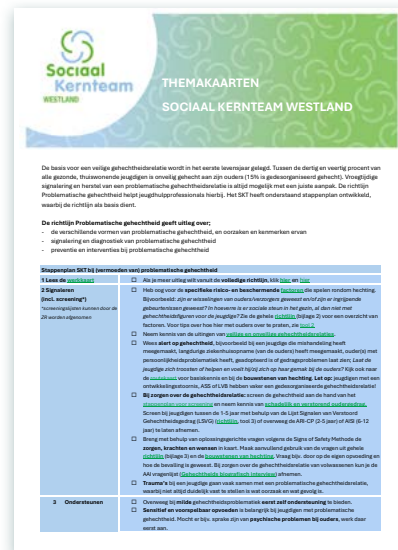 Sociaal
Kernteam
WESTLAND
THEMAKAARTEN
SOCIAAL KERNTEAM WESTLAND
De basis voor een veilige gehechtheidsrelatie wordt in het eerste levensjaar gelegd. Tussen de dertig en veertig procent van
alle gezonde, thuiswonende jeugdigen is onveilig gehecht aan zijn ouders (15% is gedesorganiseerd gehecht). Vroegtijdige
signalering en herstel van een problematische gehechtheidsrelatie is altijd mogelijk met een juiste aanpak. De richtlijn
Problematische gehechtheid helpt jeugdhulpprofessionals hierbij. Het SKT heeft onderstaand stappenplan ontwikkeld,
waarbij de richtlijn als basis dient.
De richtlijn Problematische gehechtheid geeft uitleg over;
- de verschillende vormen van problematische gehechtheid, en oorzaken en kenmerken ervan
- signalering en diagnostiek van problematische gehechtheid
- preventie en interventies bij problematische gehechtheid
Stappenplan SKT bij (vermoeden van) problematische gehechtheid
1 Lees de werkkaart
☐ Als je meer uitleg wilt vanuit de volledige richtlijn, klik hier en hier
2 Signaleren
(incl. screening*)
*screeningslijsten kunnen door de
ZR worden afgenomen
☐ Heb oog voor de specifieke risico- en beschermende factoren die spelen rondom hechting.
Bijvoorbeeld: zijn er wisselingen van ouders/verzorgers geweest en/of zijn er ingrijpende
gebeurtenissen geweest? In hoeverre is er sociale steun in het gezin, al dan niet met
gehechtheidsfiguren voor de jeugdige? Zie de gehele richtlijn (bijlage 2) voor een overzicht van
factoren. Voor tips over hoe hier met ouders over te praten, zie tool 2.
☐ Neem kennis van de uitingen van veilige en onveilige gehechtheidsrelaties.
☐ Wees alert op gehechtheid, bijvoorbeeld bij een jeugdige die mishandeling heeft
meegemaakt, langdurige ziekenhuisopname (van de ouders) heeft meegemaakt, ouder(s) met
persoonlijkheidsproblematiek heeft, geadopteerd is of gedragsproblemen laat zien; Laat de
jeugdige zich troosten of helpen en voelt hij/zij zich op haar gemak bij de ouders? Kijk ook naar
voor basiskennis en bij de bouwstenen van hechting. Let op: jeugdigen met een
ontwikkelingsstoornis, ASS of LVB hebben vaker een gedesorganiseerde gehechtheidsrelatie!
☐ Bij zorgen over de gehechtheidsrelatie: screen de gehechtheid aan de hand van het
stappenplan voor screening en neem kennis van schadelijk en verstorend oudergedrag.
Screen bij jeugdigen tussen de 1-5 jaar met behulp van de Lijst Signalen van Verstoord
Gehechtheidsgedrag (LSVG) (richtlijn, tool 3) of overweeg de ARI-CP (2-5 jaar) of AISI (6-12
jaar) te laten afnemen.
☐ Breng met behulp van oplossingsgerichte vragen volgens de Signs of Safety Methode de
zorgen, krachten en wensen in kaart. Maak aanvullend gebruik van de vragen uit gehele
richtlijn (bijlage 3) en de bouwstenen van hechting. Vraag bijv. door op de eigen opvoeding en
hoe de bevalling is geweest. Bij zorgen over de gehechtheidsrelatie van volwassenen kun je de
AAI vragenlijst (Gehechtheids biografisch interview) afnemen.
☐ Trauma's bij een jeugdige gaan vaak samen met een problematische gehechtheidsrelatie,
waarbij niet altijd duidelijk vast te stellen is wat oorzaak en wat gevolg is.
3 Ondersteunen
☐ Overweeg bij milde gehechtheidsproblematiek eerst zelf ondersteuning te bieden.
☐ Sensitief en voorspelbaar opvoeden is belangrijk bij jeugdigen met problematische
gehechtheid. Mocht er bijv. sprake zijn van psychische problemen bij ouders, werk daar
eerst aan.